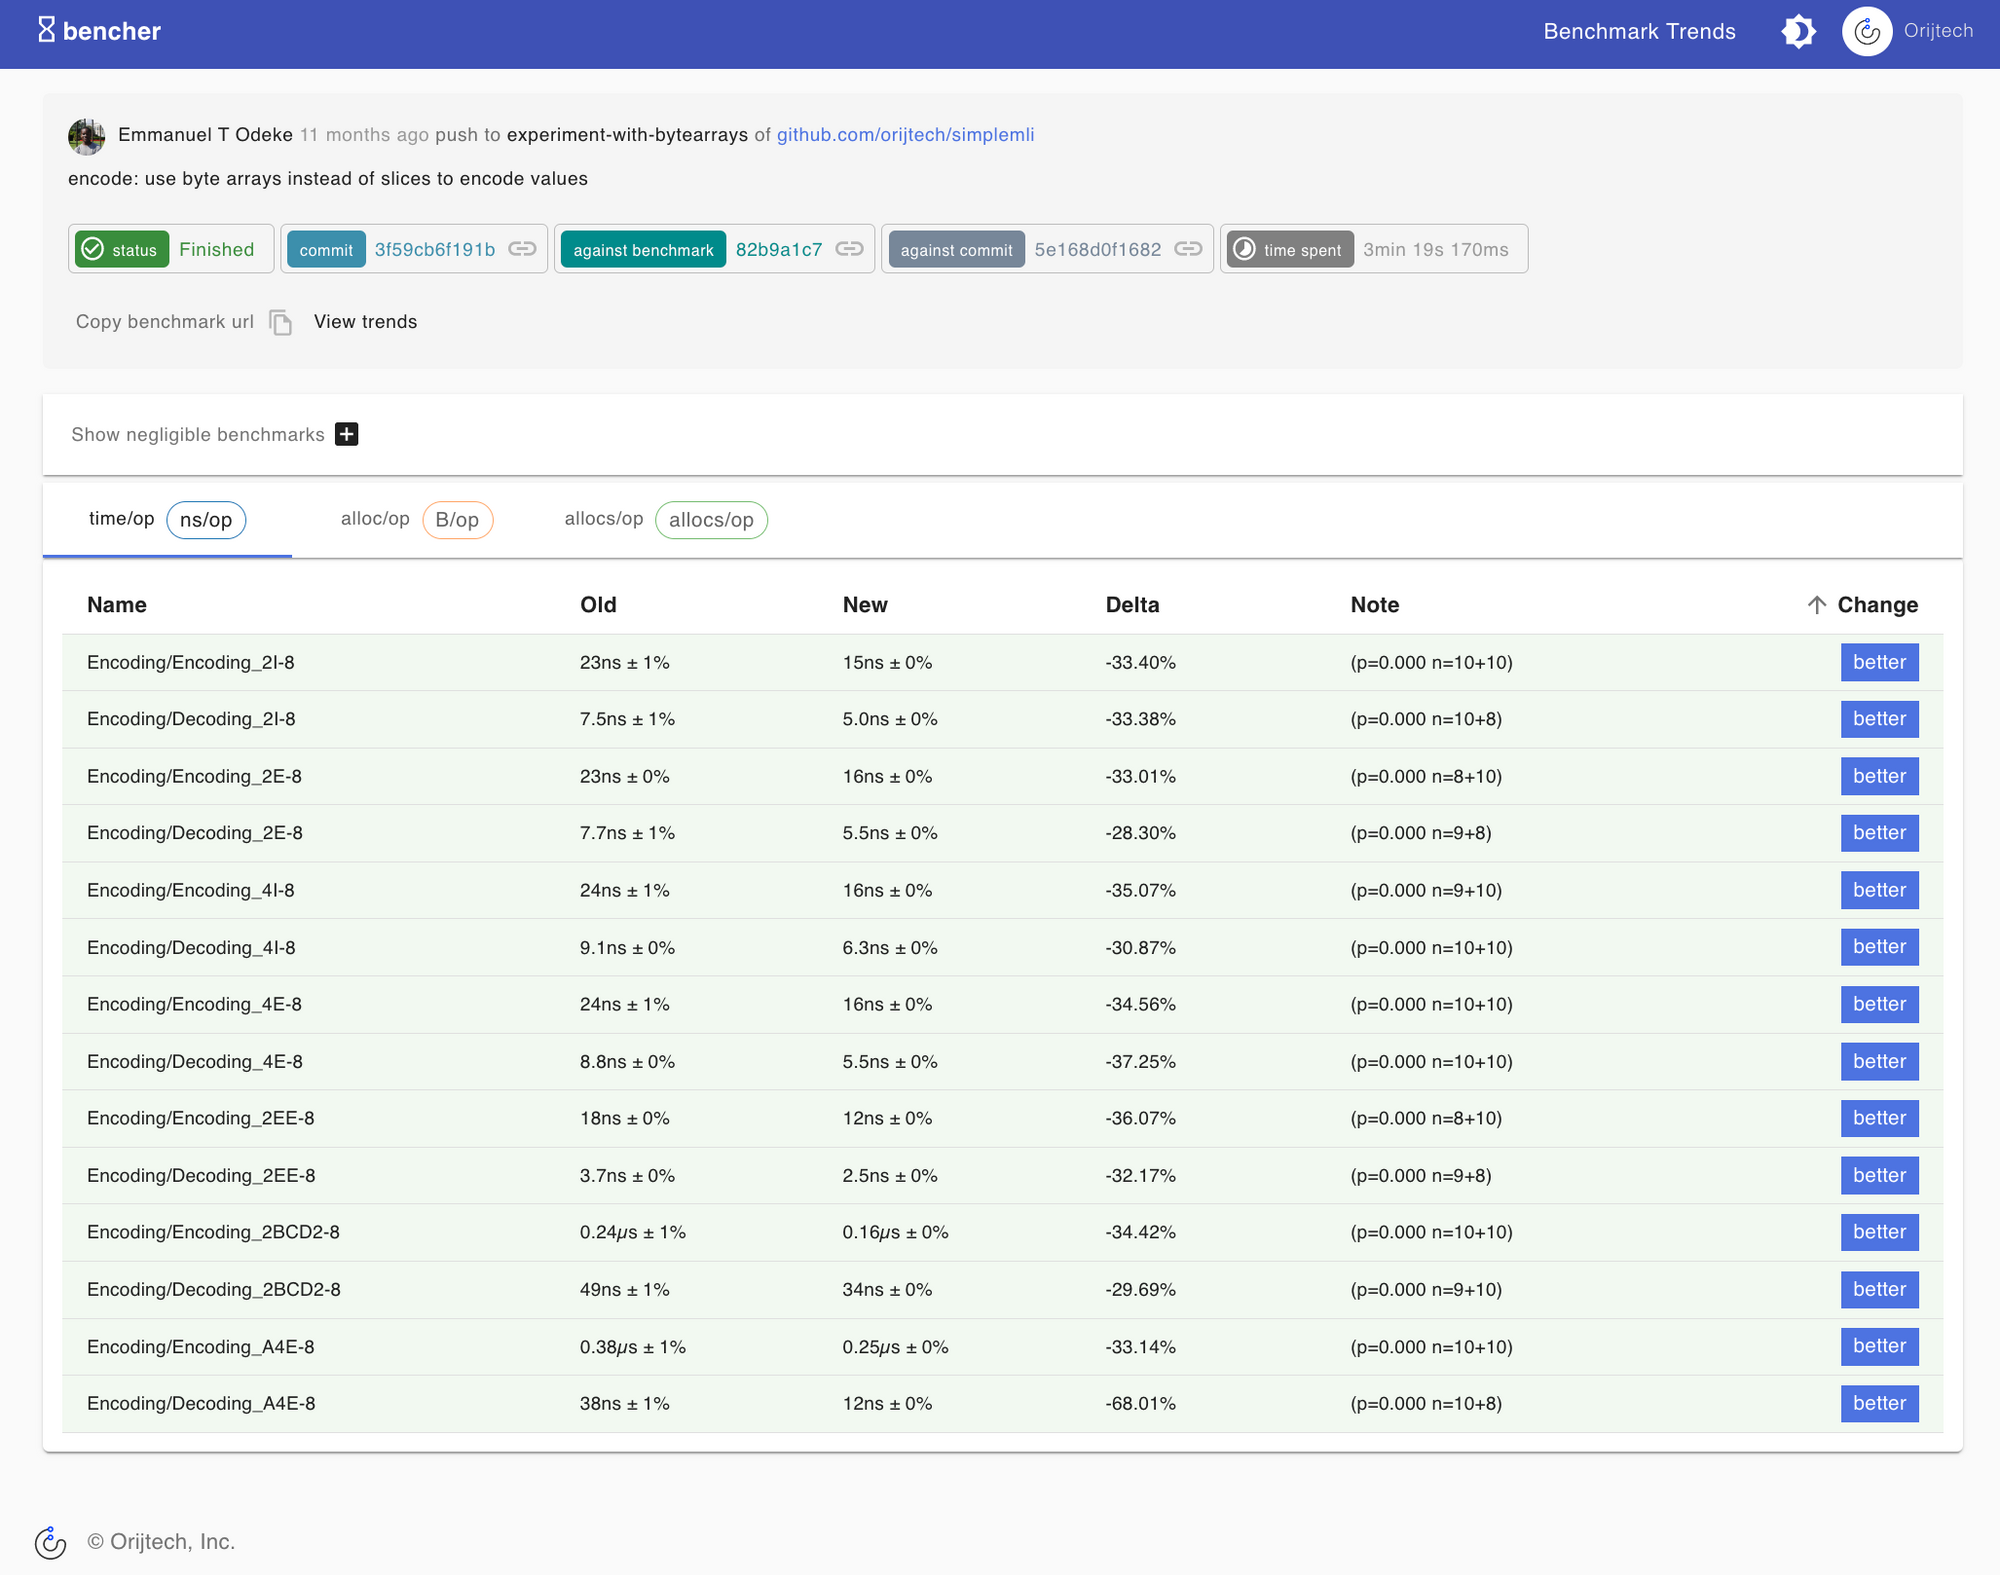 bencher
Benchmark Trends
Orijtech
Emmanuel T Odeke 11 months ago push to experiment-with-bytearrays of github.com/orijtech/simplemli
encode: use byte arrays instead of slices to encode values
status Finished commit 3f59cb6f191b against benchmark 82b9a1c7 against commit 5e168d0f1682 time spent 3min 19s 170ms
Copy benchmark url View trends
Show negligible benchmarks
time/op ns/op alloc/op B/op allocs/op allocs/op
Name Old New Delta Note Change
Encoding/Encoding_2I-8 23ns ± 1% 15ns ± 0% -33.40% (p=0.000 n=10+10) better
Encoding/Decoding_2I-8 7.5ns ± 1% 5.0ns ± 0% -33.38% (p=0.000 n=10+8) better
Encoding/Encoding_2E-8 23ns ± 0% 16ns ± 0% -33.01% (p=0.000 n=8+10) better
Encoding/Decoding_2E-8 7.7ns ± 1% 5.5ns ± 0% -28.30% (p=0.000 n=9+8) better
Encoding/Encoding_4I-8 24ns ± 1% 16ns ± 0% -35.07% (p=0.000 n=9+10) better
Encoding/Decoding_4I-8 9.1ns ± 0% 6.3ns ± 0% -30.87% (p=0.000 n=10+10) better
Encoding/Encoding_4E-8 24ns ± 1% 16ns ± 0% -34.56% (p=0.000 n=10+10) better
Encoding/Decoding_4E-8 8.8ns ± 0% 5.5ns ± 0% -37.25% (p=0.000 n=10+10) better
Encoding/Encoding_2EE-8 18ns ± 0% 12ns ± 0% -36.07% (p=0.000 n=8+10) better
Encoding/Decoding_2EE-8 3.7ns ± 0% 2.5ns ± 0% -32.17% (p=0.000 n=9+8) better
Encoding/Encoding_2BCD2-8 0.24µs ± 1% 0.16µs ± 0% -34.42% (p=0.000 n=10+10) better
Encoding/Decoding_2BCD2-8 49ns ± 1% 34ns ± 0% -29.69% (p=0.000 n=9+10) better
Encoding/Encoding_A4E-8 0.38µs ± 1% 0.25µs ± 0% -33.14% (p=0.000 n=10+10) better
Encoding/Decoding_A4E-8 38ns ± 1% 12ns ± 0% -68.01% (p=0.000 n=10+8) better
© Orijtech, Inc.